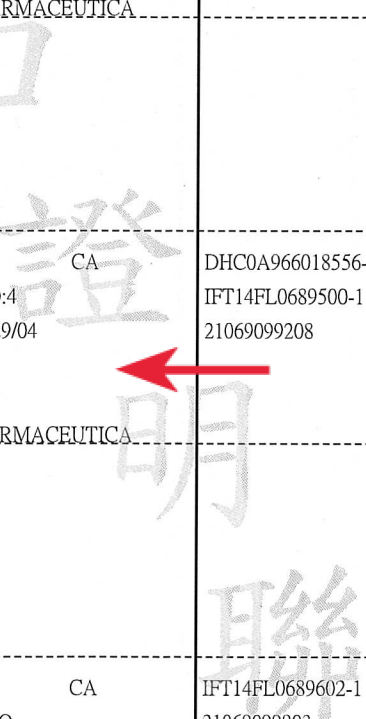 RMACEUTICA
口
證
CA DHC0A966018556-
:4 IFT14FL0689500-1
9/04 21069099208
明
RMACEUTICA
聯
CA IFT14FL0689602-1